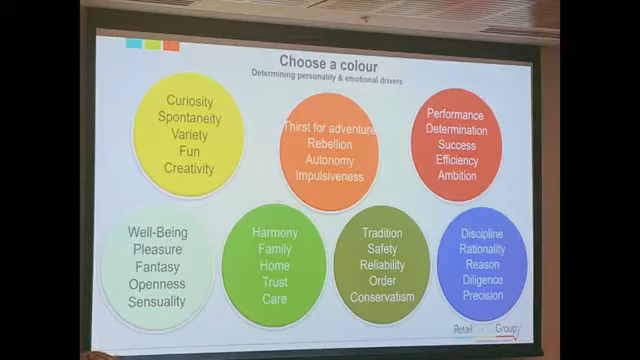 Choose a colour
Determining personality & emotional drivers
Curiosity
Spontaneity
Variety
Fun
Creativity
Thirst for adventure
Rebellion
Autonomy
Impulsiveness
Performance
Determination
Success
Efficiency
Ambition
Well-Being
Pleasure
Fantasy
Openness
Sensuality
Harmony
Family
Home
Trust
Care
Tradition
Safety
Reliability
Order
Conservatism
Discipline
Rationality
Reason
Diligence
Precision
Retail
Group